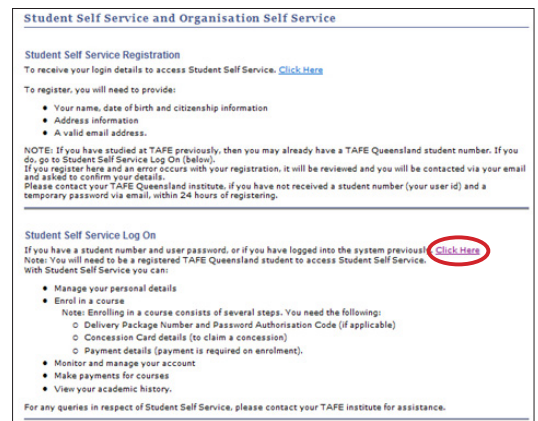 Student Self Service and Organisation Self Service
Student Self Service Registration
To receive your login details to access Student Self Service. Click Here
To register, you will need to provide:
• Your name, date of birth and citizenship information
• Address information
• A valid email address.
NOTE: If you have studied at TAFE previously, then you may already have a TAFE Queensland student number. If you
do, go to Student Self Service Log On (below).
If you register here and an error occurs with your registration, it will be reviewed and you will be contacted via your email
and asked to confirm your details.
Please contact your TAFE Queensland institute, if you have not received a student number (your user id) and a
temporary password via email, within 24 hours of registering.
Student Self Service Log On
If you have a student number and user password, or if you have logged into the system previously, Click Here
Note: You will need to be a registered TAFE Queensland student to access Student Self Service.
With Student Self Service you can:
• Manage your personal details
• Enrol in a course
Note: Enrolling in a course consists of several steps. You need the following:
o Delivery Package Number and Password Authorisation Code (if applicable)
o Concession Card details (to claim a concession)
o Payment details (payment is required on enrolment).
• Monitor and manage your account
• Make payments for courses
• View your academic history.
For any queries in respect of Student Self Service, please contact your TAFE institute for assistance.